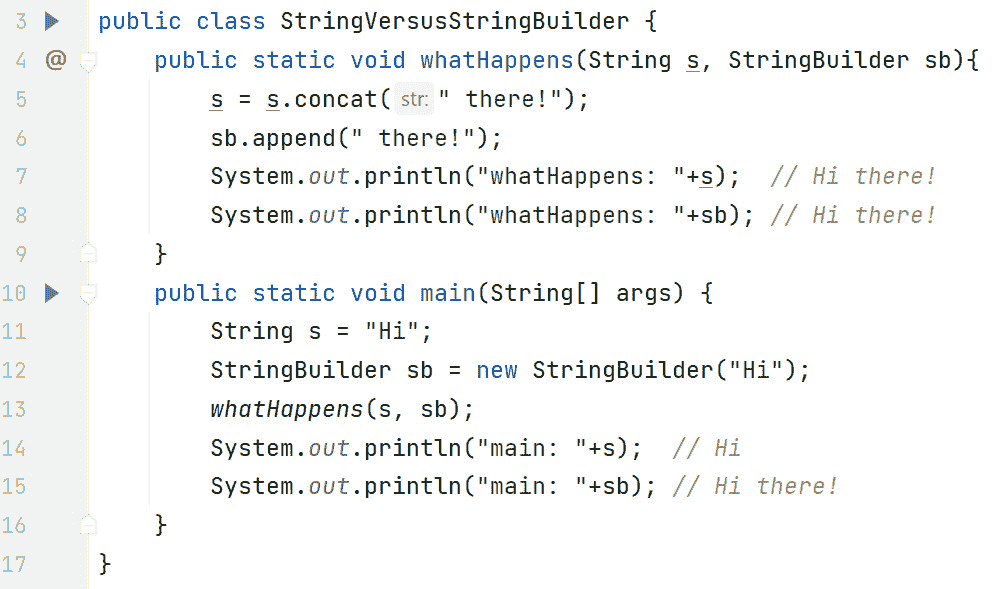 3 public class StringVersusStringBuilder {
4 @ public static void whatHappens(String s, StringBuilder sb){
5 s = s.concat( str: " there!");
6 sb.append(" there!");
7 System.out.println("whatHappens: "+s);  // Hi there!
8 System.out.println("whatHappens: "+sb); // Hi there!
9 }
10 public static void main(String[] args) {
11 String s = "Hi";
12 StringBuilder sb = new StringBuilder("Hi");
13 whatHappens(s, sb);
14 System.out.println("main: "+s);  // Hi
15 System.out.println("main: "+sb); // Hi there!
16 }
17 }